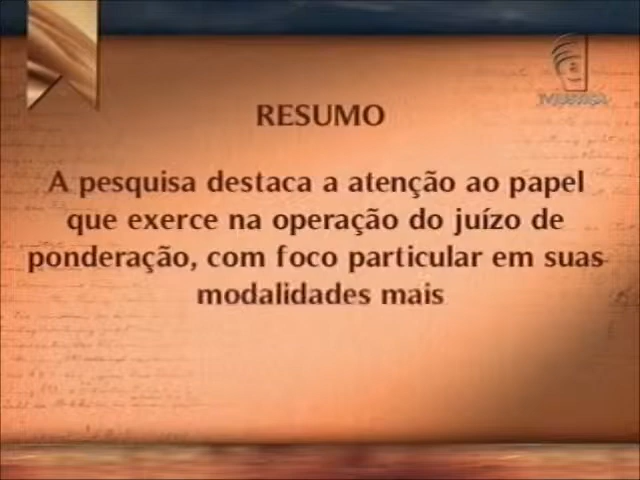 RESUMO
A pesquisa destaca a atenção ao papel
que exerce na operação do juízo de
ponderação, com foco particular em suas
modalidades mais